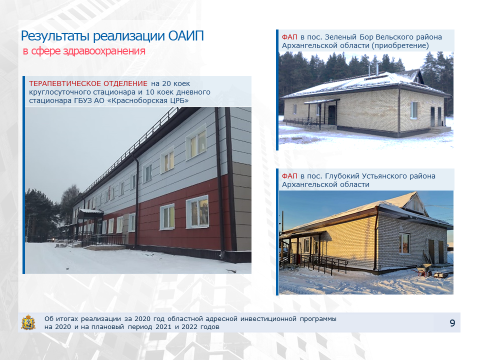 Результаты реализации ОАИП
в сфере здравоохранения
ТЕРАПЕВТИЧЕСКОЕ ОТДЕЛЕНИЕ на 20 коек
круглосуточного стационара и 10 коек дневного
стационара ГБУЗ АО «Красноборская ЦРБ»
ФАП в пос. Зеленый Бор Вельского района
Архангельской области (приобретение)
ФАП в пос. Глубокий Устьянского района
Архангельской области
Об итогах реализации за 2020 год областной адресной инвестиционной программы
на 2020 и на плановый период 2021 и 2022 годов
9